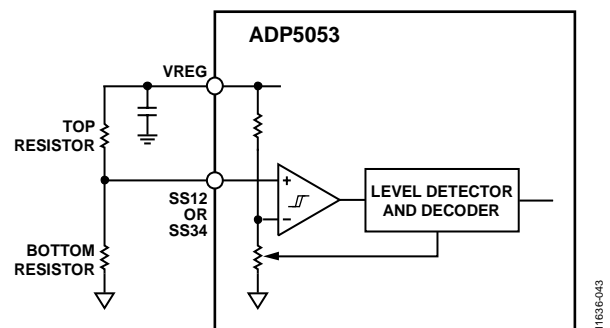 ADP5053
VREG
TOP
RESISTOR
SS12
OR
SS34
+
−
LEVEL DETECTOR
AND DECODER
BOTTOM
RESISTOR
11636-043